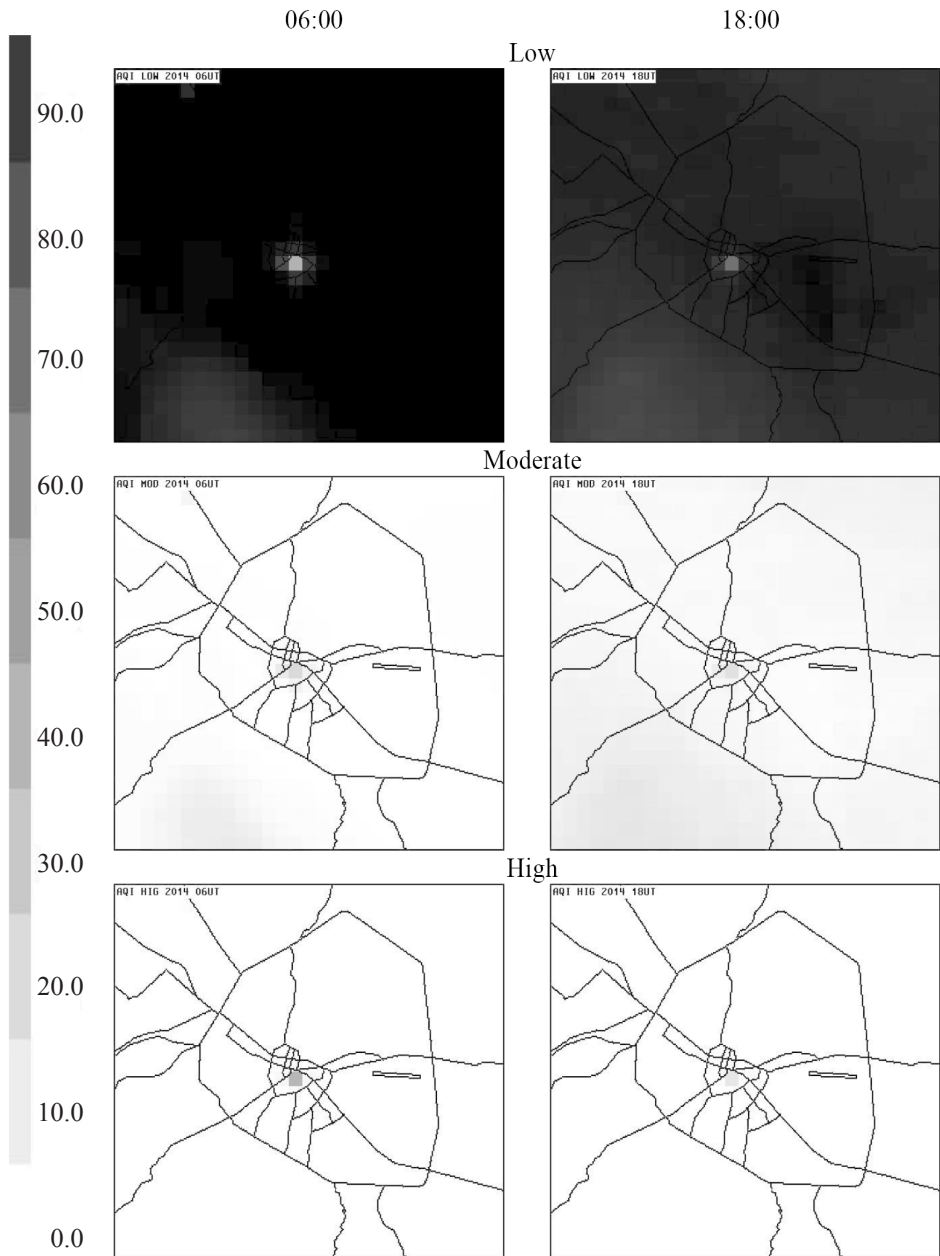 06:00 18:00
Low
AQI LOW 2014 06UT AQI LOW 2014 18UT
90.0
80.0
70.0
Moderate
AQI MOD 2014 06UT AQI MOD 2014 18UT
60.0
50.0
40.0
30.0
High
AQI HIG 2014 06UT AQI HIG 2014 18UT
20.0
10.0
0.0